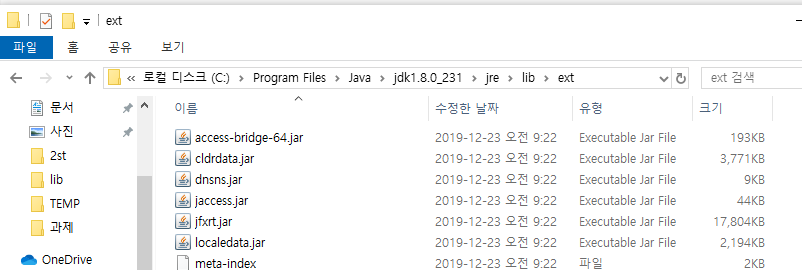 ext
파일 홈 공유 보기
« 로컬 디스크 (C:) > Program Files > Java > jdk1.8.0_231 > jre > lib > ext ext 검색
이름 수정한 날짜 유형 크기
문서
사진
2st
lib
TEMP
과제
OneDrive
access-bridge-64.jar 2019-12-23 오전 9:22 Executable Jar File 193KB
cldrdata.jar 2019-12-23 오전 9:22 Executable Jar File 3,771KB
dnsns.jar 2019-12-23 오전 9:22 Executable Jar File 9KB
jaccess.jar 2019-12-23 오전 9:22 Executable Jar File 44KB
jfxrt.jar 2019-12-23 오전 9:22 Executable Jar File 17,804KB
localedata.jar 2019-12-23 오전 9:22 Executable Jar File 2,194KB
meta-index 2019-12-23 오전 9:22 파일 2KB